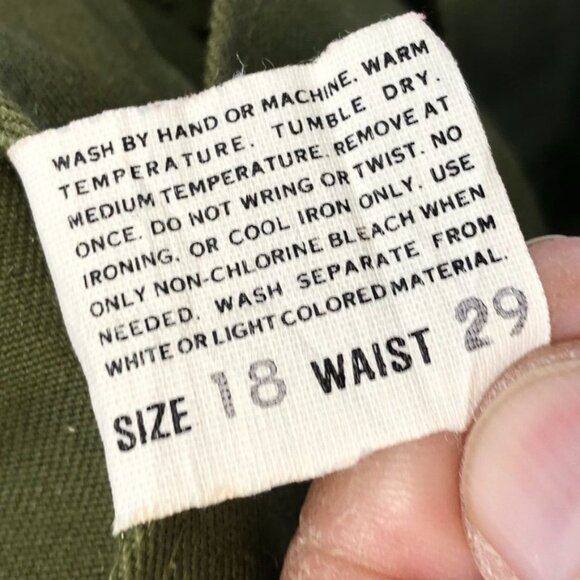 WASH BY HAND OR MACHINE. WARM
TEMPERATURE. TUMBLE DRY.
MEDIUM TEMPERATURE. REMOVE AT
ONCE. DO NOT WRING OR TWIST. NO
IRONING. OR COOL IRON ONLY. USE
ONLY NON-CHLORINE BLEACH WHEN
NEEDED. WASH SEPARATE FROM
WHITE OR LIGHT COLORED MATERIAL.
SIZE 18 WAIST 29